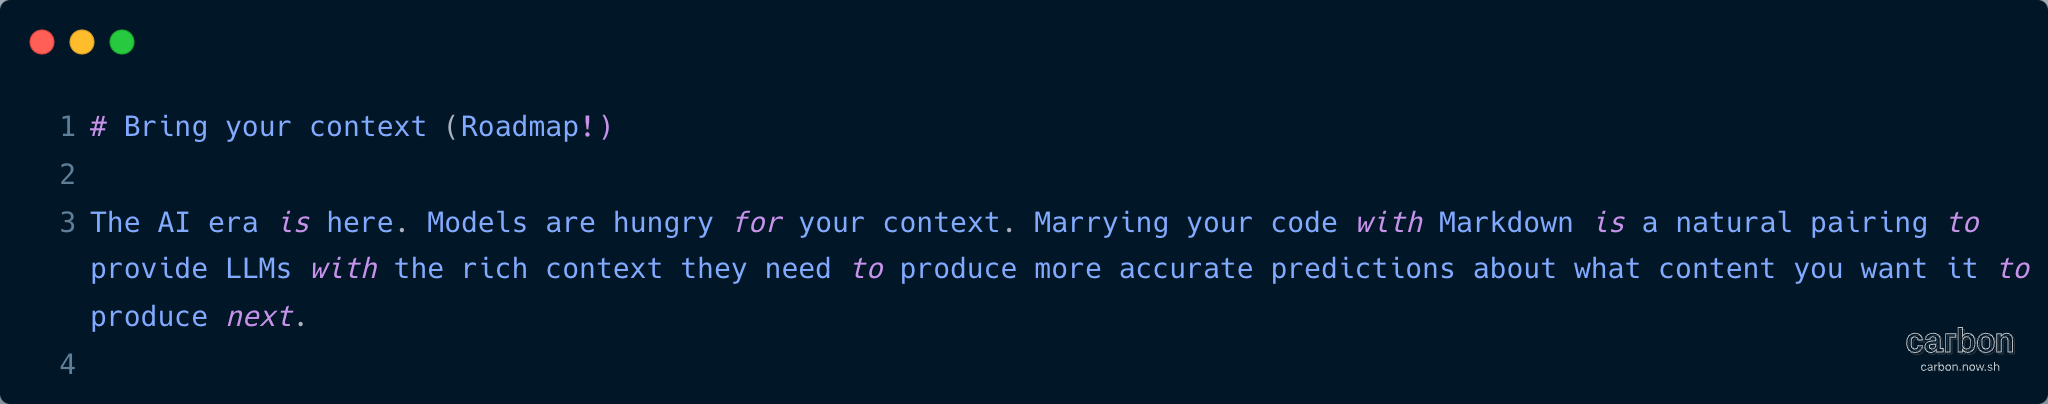 1 # Bring your context (Roadmap!)
2
3 The AI era is here. Models are hungry for your context. Marrying your code with Markdown is a natural pairing to
provide LLMs with the rich context they need to produce more accurate predictions about what content you want it to
produce next.
4
carbon
carbon.now.sh